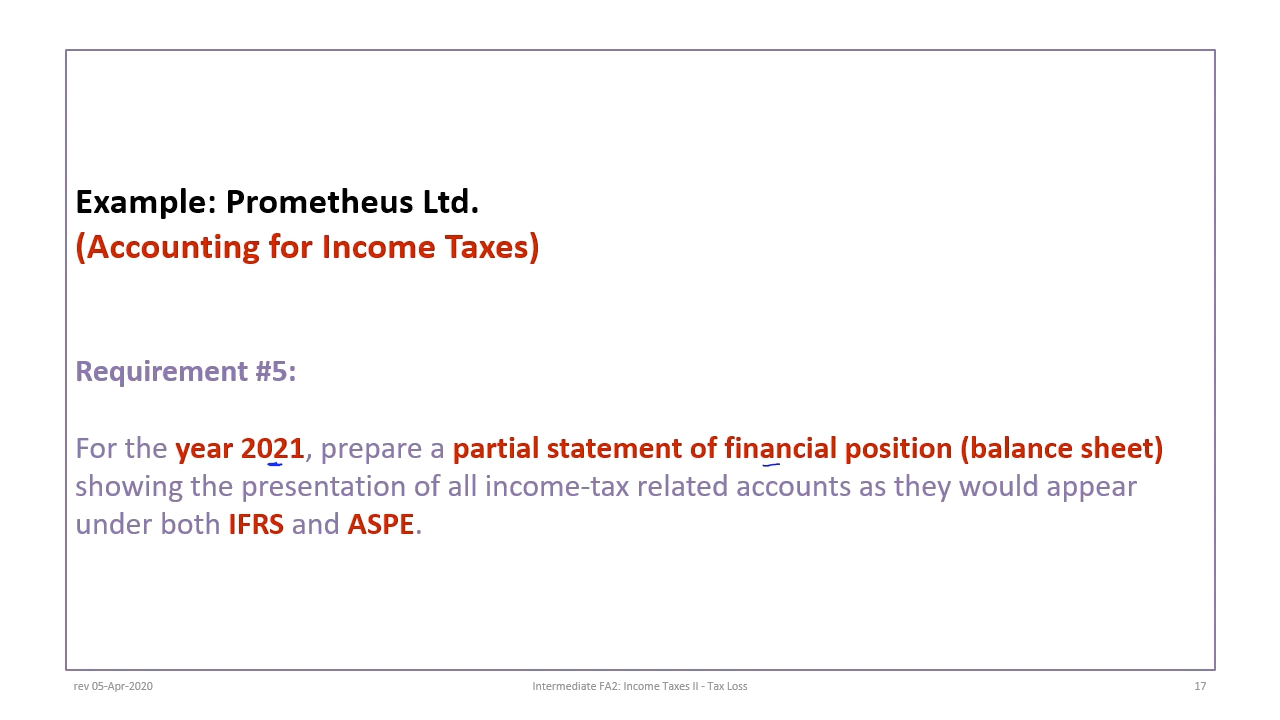 Example: Prometheus Ltd.
(Accounting for Income Taxes)
Requirement #5:
For the year 2021, prepare a partial statement of financial position (balance sheet)
showing the presentation of all income-tax related accounts as they would appear
under both IFRS and ASPE.
rev 05-Apr-2020
Intermediate FA2: Income Taxes II - Tax Loss
17